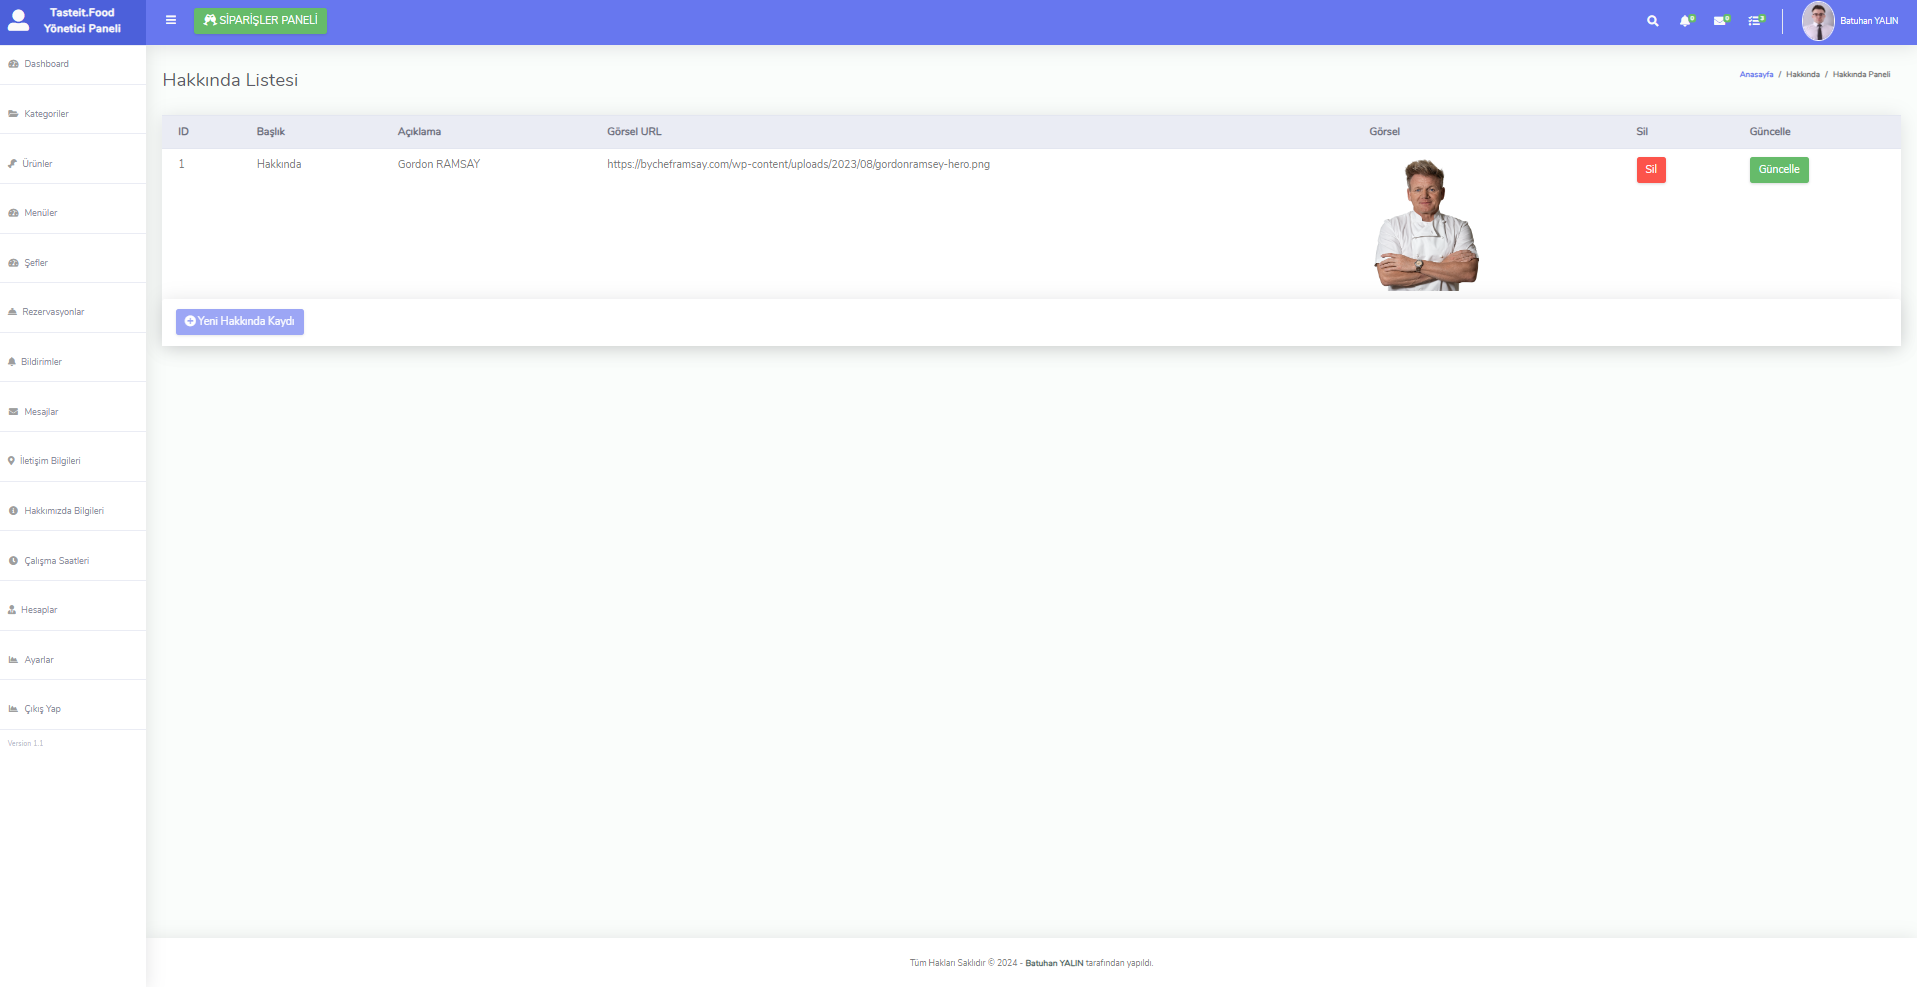 Tasteit.Food
Yönetici Paneli
SİPARİŞLER PANELİ
0
0
3
Batuhan YALIN
Dashboard
Kategoriler
Ürünler
Menüler
Şefler
Rezervasyonlar
Bildirimler
Mesajlar
İletişim Bilgileri
Hakkımızda Bilgileri
Çalışma Saatleri
Hesaplar
Ayarlar
Çıkış Yap
Version 1.1
Hakkında Listesi
Anasayfa / Hakkında / Hakkında Paneli
ID Başlık Açıklama Görsel URL Görsel Sil Güncelle
1 Hakkında Gordon RAMSAY https://bycheframsay.com/wp-content/uploads/2023/08/gordonramsey-hero.png Sil Güncelle
Yeni Hakkında Kaydı
Tüm Hakları Saklıdır © 2024 - Batuhan YALIN tarafından yapıldı.